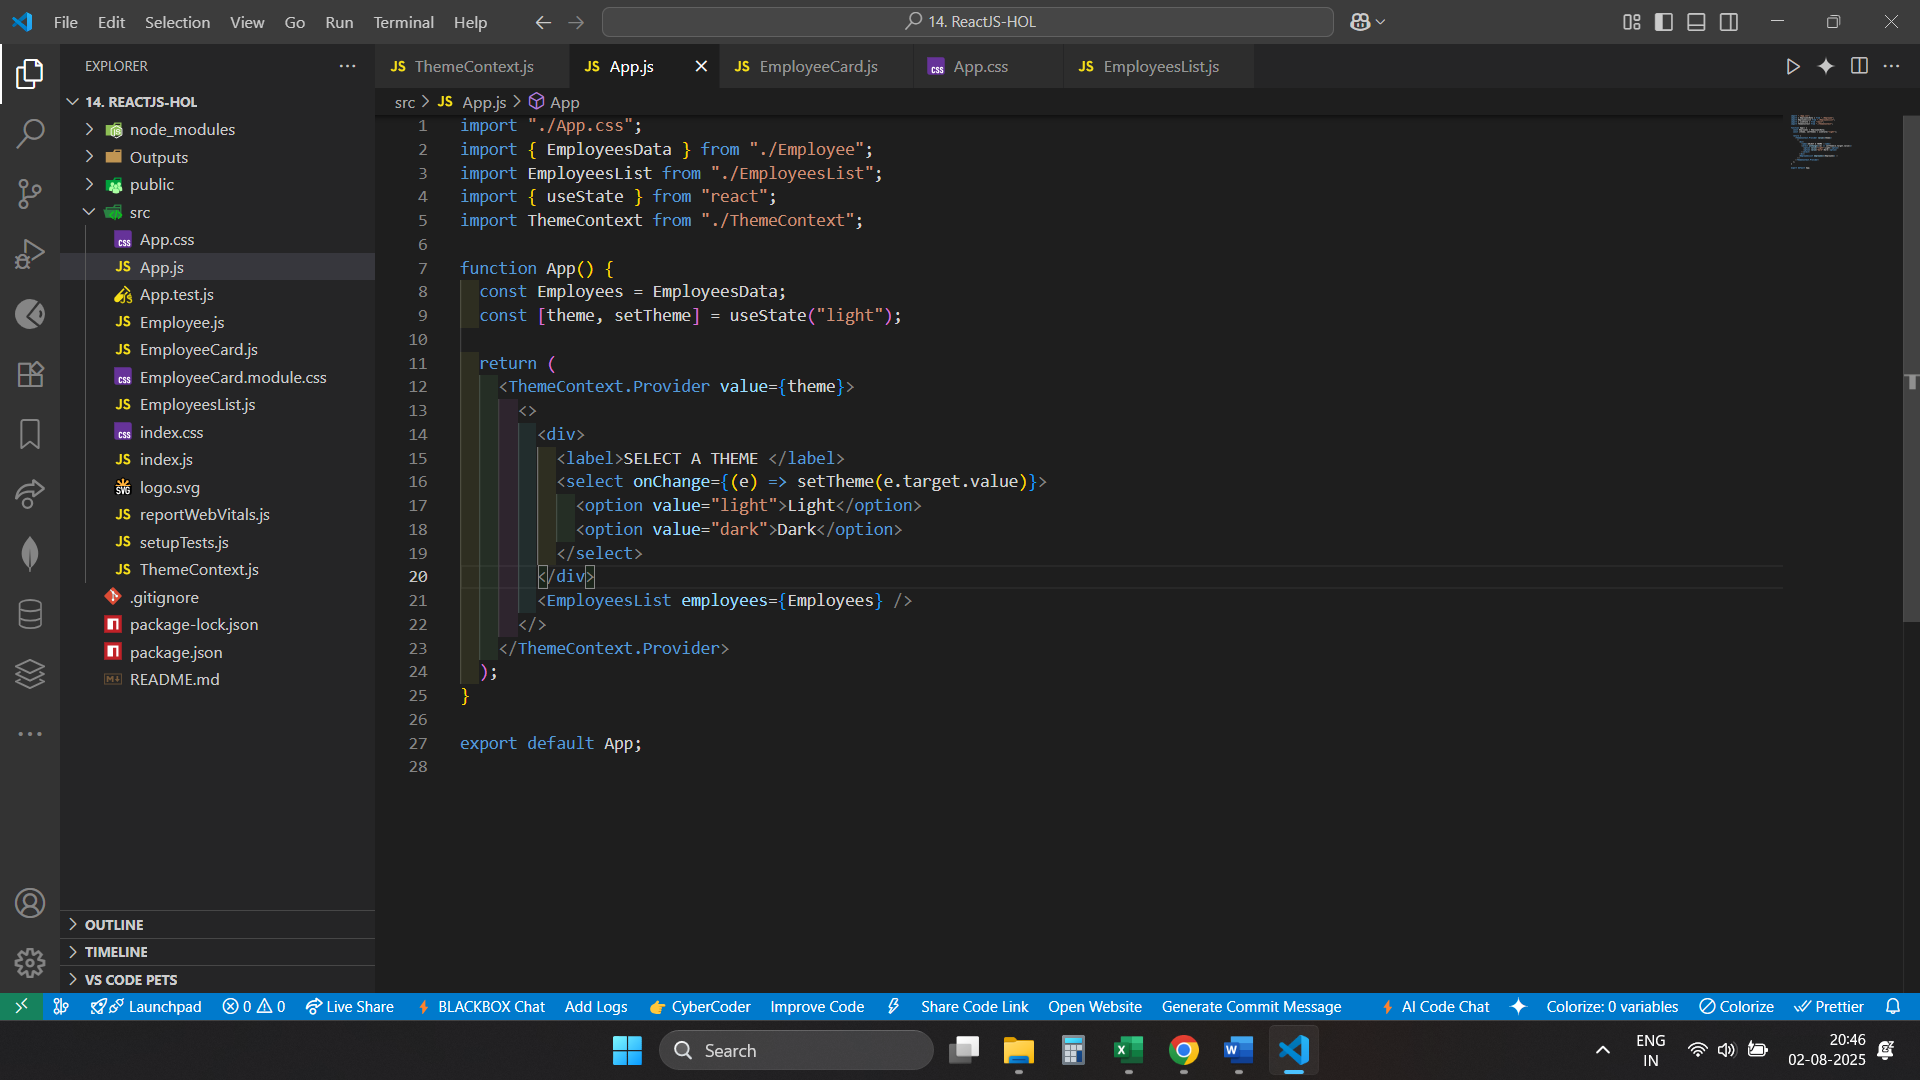 File Edit Selection View Go Run Terminal Help
14. ReactJS-HOL
EXPLORER
14. REACTJS-HOL
node_modules
Outputs
public
src
App.css
JS App.js
App.test.js
JS Employee.js
JS EmployeeCard.js
EmployeeCard.module.css
JS EmployeesList.js
index.css
JS index.js
logo.svg
JS reportWebVitals.js
JS setupTests.js
JS ThemeContext.js
.gitignore
package-lock.json
package.json
README.md
OUTLINE
TIMELINE
VS CODE PETS
JS ThemeContext.js JS App.js JS EmployeeCard.js App.css JS EmployeesList.js
src > JS App.js > App
1 import "./App.css";
2 import { EmployeesData } from "./Employee";
3 import EmployeesList from "./EmployeesList";
4 import { useState } from "react";
5 import ThemeContext from "./ThemeContext";
6
7 function App() {
8 const Employees = EmployeesData;
9 const [theme, setTheme] = useState("light");
10
11 return (
12 <ThemeContext.Provider value={theme}>
13 <>
14 <div>
15 <label>SELECT A THEME </label>
16 <select onChange={(e) => setTheme(e.target.value)}>
17 <option value="light">Light</option>
18 <option value="dark">Dark</option>
19 </select>
20 </div>
21 <EmployeesList employees={Employees} />
22 </>
23 </ThemeContext.Provider>
24 );
25 }
26
27 export default App;
28
Launchpad 0 0 Live Share BLACKBOX Chat Add Logs CyberCoder Improve Code Share Code Link Open Website Generate Commit Message AI Code Chat Colorize: 0 variables Colorize Prettier
Search
ENG
IN
20:46
02-08-2025